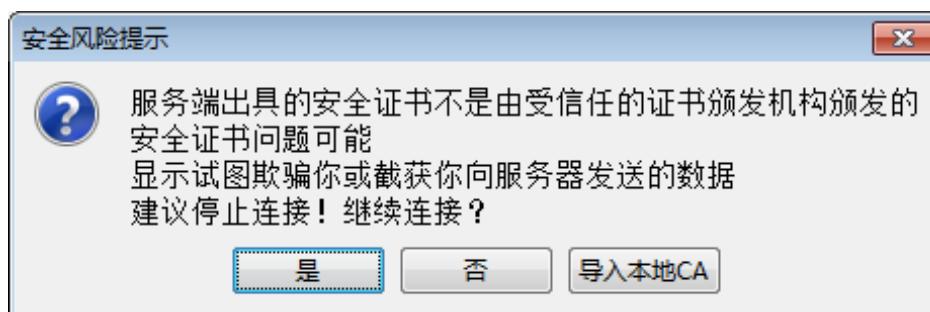 安全风险提示
服务端出具的安全证书不是由受信任的证书颁发机构颁发的
安全证书问题可能
显示试图欺骗你或截获你向服务器发送的数据
建议停止连接！继续连接？
是
否
导入本地CA